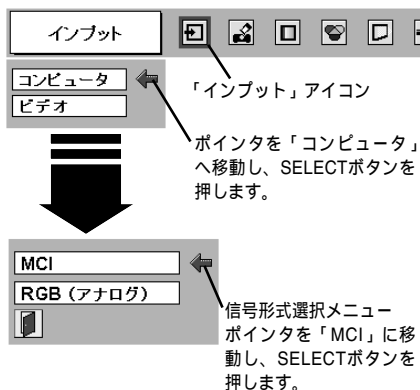 インプット
コンピュータ
ビデオ
「インプット」アイコン
ポインタを「コンピュータ」
へ移動し、SELECTボタンを
押します。
MCI
RGB（アナログ）
信号形式選択メニュー
ポインタを「MCI」に移
動し、SELECTボタンを
押します。